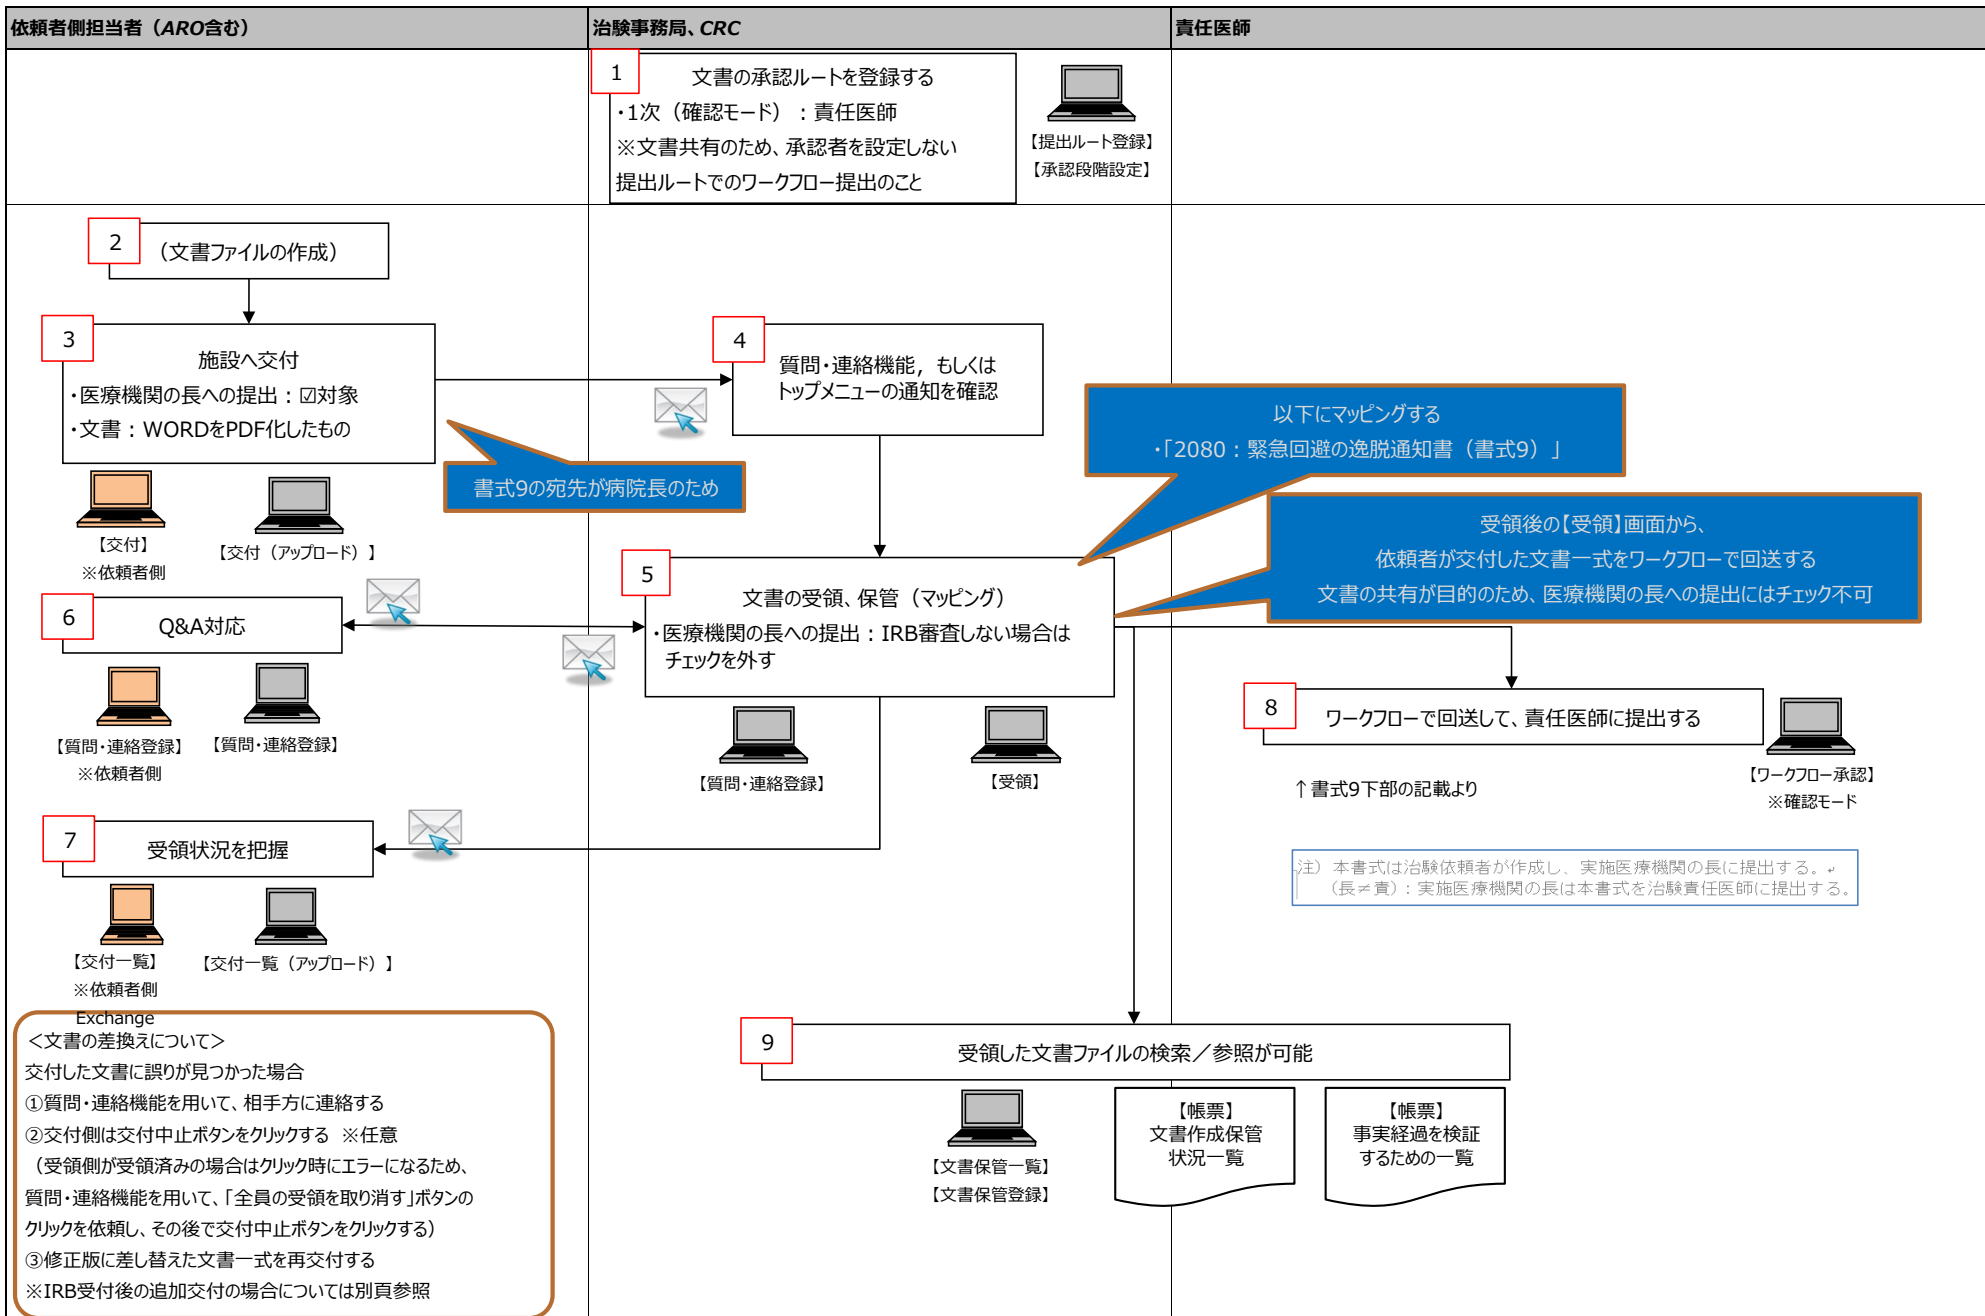 依頼者側担当者（ARO含む）
治験事務局、CRC
責任医師
1
文書の承認ルートを登録する
・1次（確認モード）：責任医師
※文書共有のため、承認者を設定しない
提出ルートでのワークフロー提出のこと
【提出ルート登録】
【承認段階設定】
2
（文書ファイルの作成）
3
施設へ交付
・医療機関の長への提出：☑対象
・文書：WORDをPDF化したもの
【交付】
※依頼者側
【交付（アップロード）】
書式9の宛先が病院長のため
4
質問・連絡機能，もしくは
トップメニューの通知を確認
以下にマッピングする
・「2080：緊急回避の逸脱通知書（書式9）」
受領後の【受領】画面から、
依頼者が交付した文書一式をワークフローで回送する
文書の共有が目的のため、医療機関の長への提出にはチェック不可
5
文書の受領、保管（マッピング）
・医療機関の長への提出：IRB審査しない場合は
チェックを外す
【質問・連絡登録】
【受領】
6
Q&A対応
【質問・連絡登録】
※依頼者側
【質問・連絡登録】
7
受領状況を把握
【交付一覧】
※依頼者側
Exchange
【交付一覧（アップロード）】
8
ワークフローで回送して、責任医師に提出する
【ワークフロー承認】
※確認モード
↑書式9下部の記載より
注）本書式は治験依頼者が作成し、実施医療機関の長に提出する。↵
（長≠責）：実施医療機関の長は本書式を治験責任医師に提出する。
9
受領した文書ファイルの検索／参照が可能
【文書保管一覧】
【文書保管登録】
【帳票】
文書作成保管
状況一覧
【帳票】
事実経過を検証
するための一覧
＜文書の差換えについて＞
交付した文書に誤りが見つかった場合
①質問・連絡機能を用いて、相手方に連絡する
②交付側は交付中止ボタンをクリックする ※任意
（受領側が受領済みの場合はクリック時にエラーになるため、
質問・連絡機能を用いて、「全員の受領を取り消す」ボタンの
クリックを依頼し、その後で交付中止ボタンをクリックする）
③修正版に差し替えた文書一式を再交付する
※IRB受付後の追加交付の場合については別頁参照